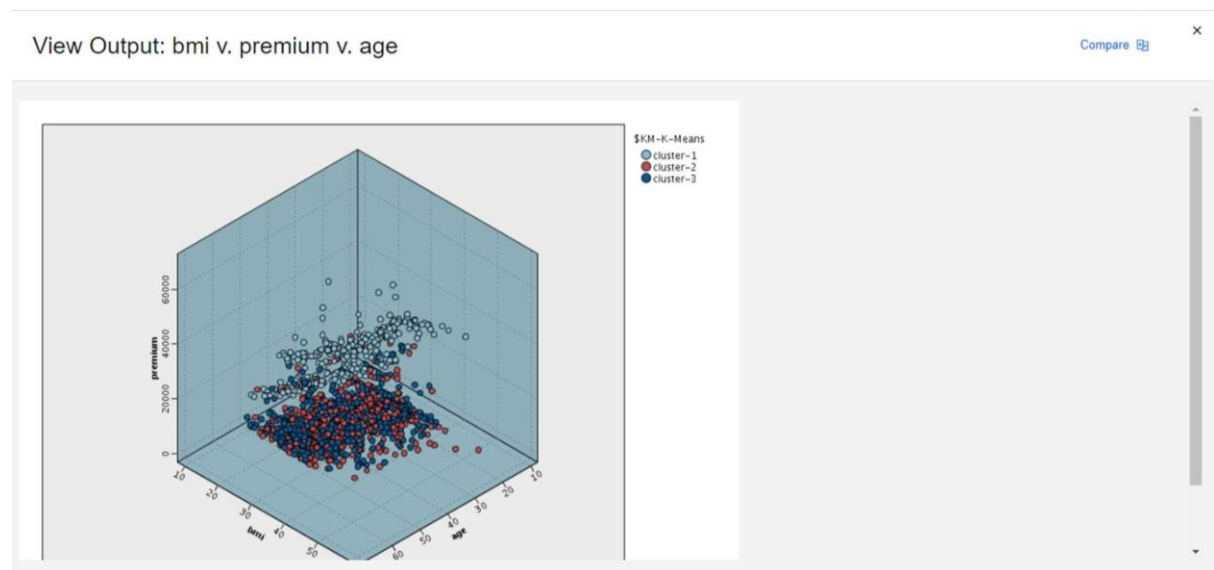 View Output: bmi v. premium v. age
Compare
$KM-K-Means
cluster-1
cluster-2
cluster-3
premium
60000
40000
20000
0
10
20
30
40
50
bmi
60
50
40
30
20
10
age